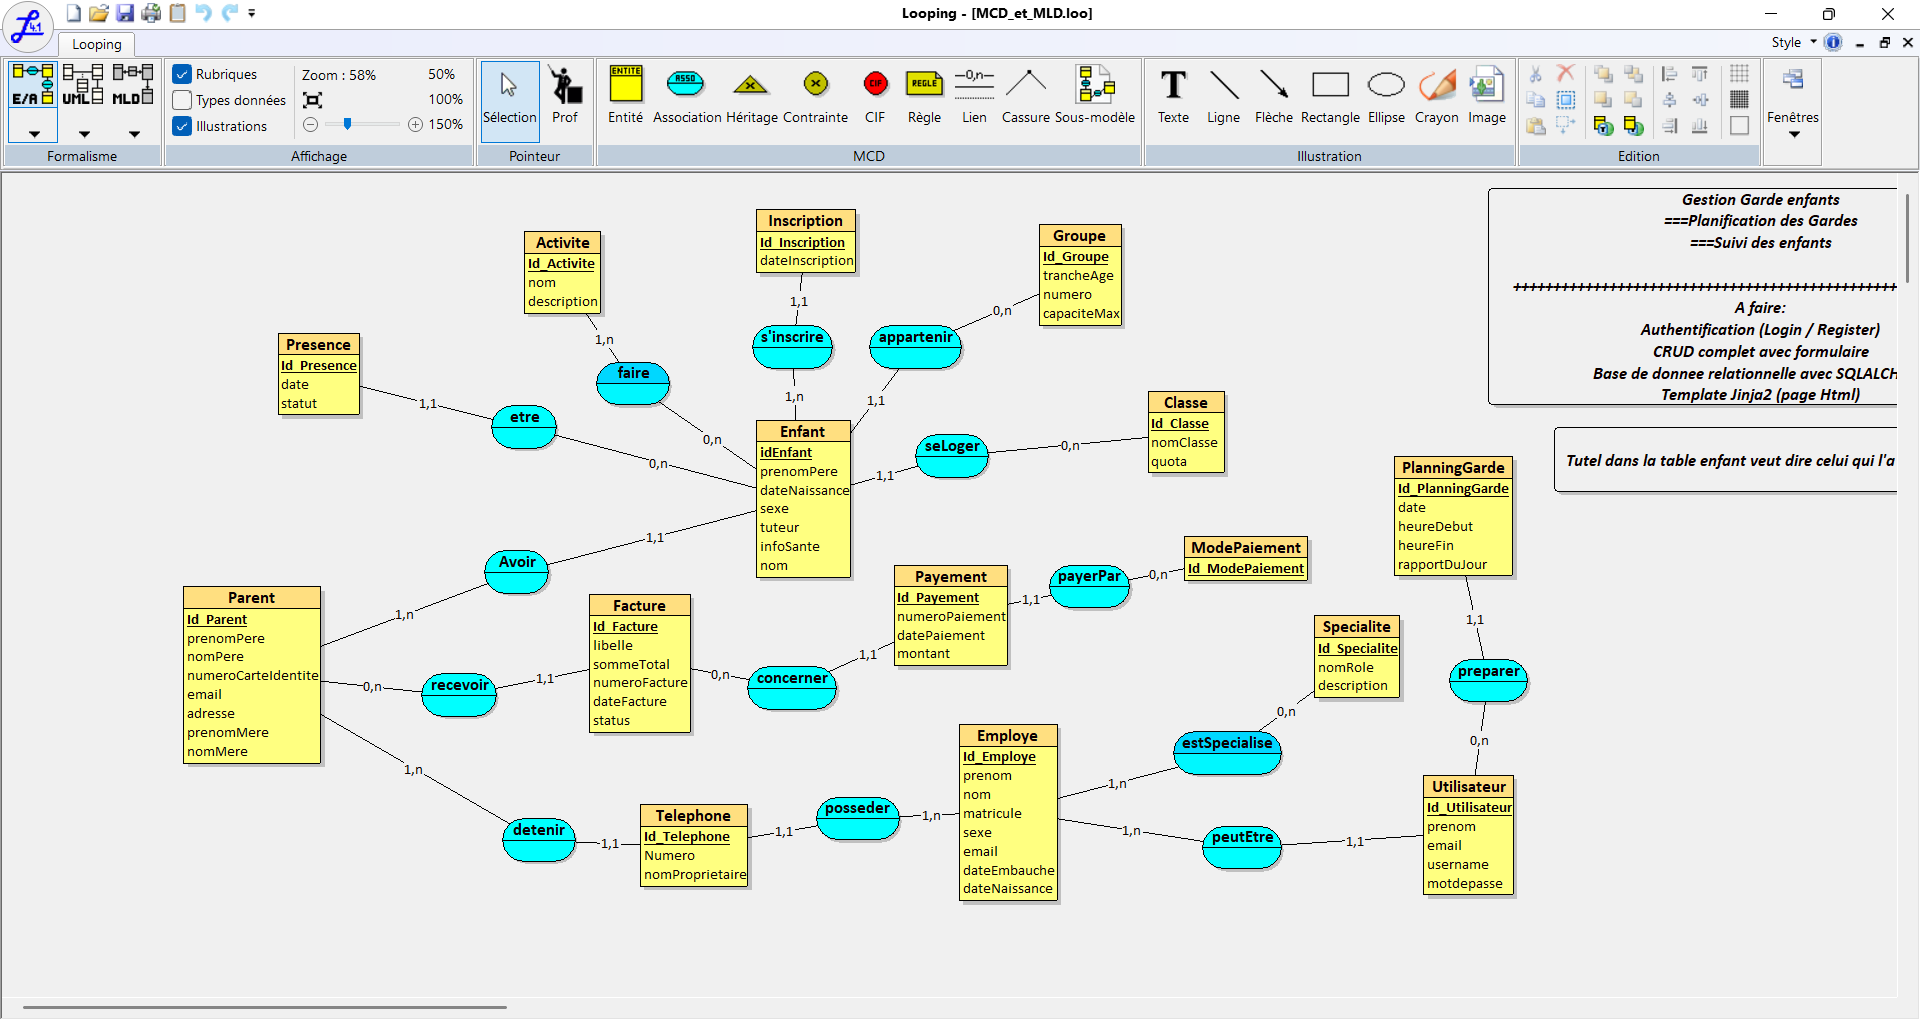 Looping - [MCD_et_MLD.loo]
4.1
Looping
Style
E/A
UML
MLD
Formalisme
Rubriques
Types données
Illustrations
Zoom : 58%
50%
100%
150%
Affichage
Sélection
Prof
Pointeur
ENTITÉ
Entité
ASSO
Association
Héritage
Contrainte
CIF
CIF
RÈGLE
Règle
—0,n—
Lien
Cassure
Sous-modèle
MCD
T
Texte
Ligne
Flèche
Rectangle
Ellipse
Crayon
Image
Illustration
Edition
Fenêtres
Gestion Garde enfants
===Planification des Gardes
===Suivi des enfants
++++++++++++++++++++++++++++++++++++++++++++++++
A faire:
Authentification (Login / Register)
CRUD complet avec formulaire
Base de donnee relationnelle avec SQLALCH
Template Jinja2 (page Html)
Tutel dans la table enfant veut dire celui qui l'a
Activite
Id_Activite
nom
description
1,n
faire
0,n
Inscription
Id_Inscription
dateInscription
1,1
s'inscrire
1,n
Groupe
Id_Groupe
trancheAge
numero
capaciteMax
0,n
appartenir
1,1
Presence
Id_Presence
date
statut
1,1
etre
0,n
Enfant
idEnfant
prenomPere
dateNaissance
sexe
tuteur
infoSante
nom
1,1
seLoger
0,n
Classe
Id_Classe
nomClasse
quota
1,1
Avoir
1,n
PlanningGarde
Id_PlanningGarde
date
heureDebut
heureFin
rapportDuJour
1,1
preparer
0,n
Parent
Id_Parent
prenomPere
nomPere
numeroCarteIdentite
email
adresse
prenomMere
nomMere
0,n
recevoir
1,1
Facture
Id_Facture
libelle
sommeTotal
numeroFacture
dateFacture
status
0,n
concerner
1,1
Payement
Id_Payement
numeroPaiement
datePaiement
montant
1,1
payerPar
0,n
ModePaiement
Id_ModePaiement
Specialite
Id_Specialite
nomRole
description
0,n
estSpecialise
1,n
1,n
detenir
1,1
Telephone
Id_Telephone
Numero
nomProprietaire
1,1
posseder
1,n
Employe
Id_Employe
prenom
nom
matricule
sexe
email
dateEmbauche
dateNaissance
1,n
peutEtre
1,1
Utilisateur
Id_Utilisateur
prenom
email
username
motdepasse